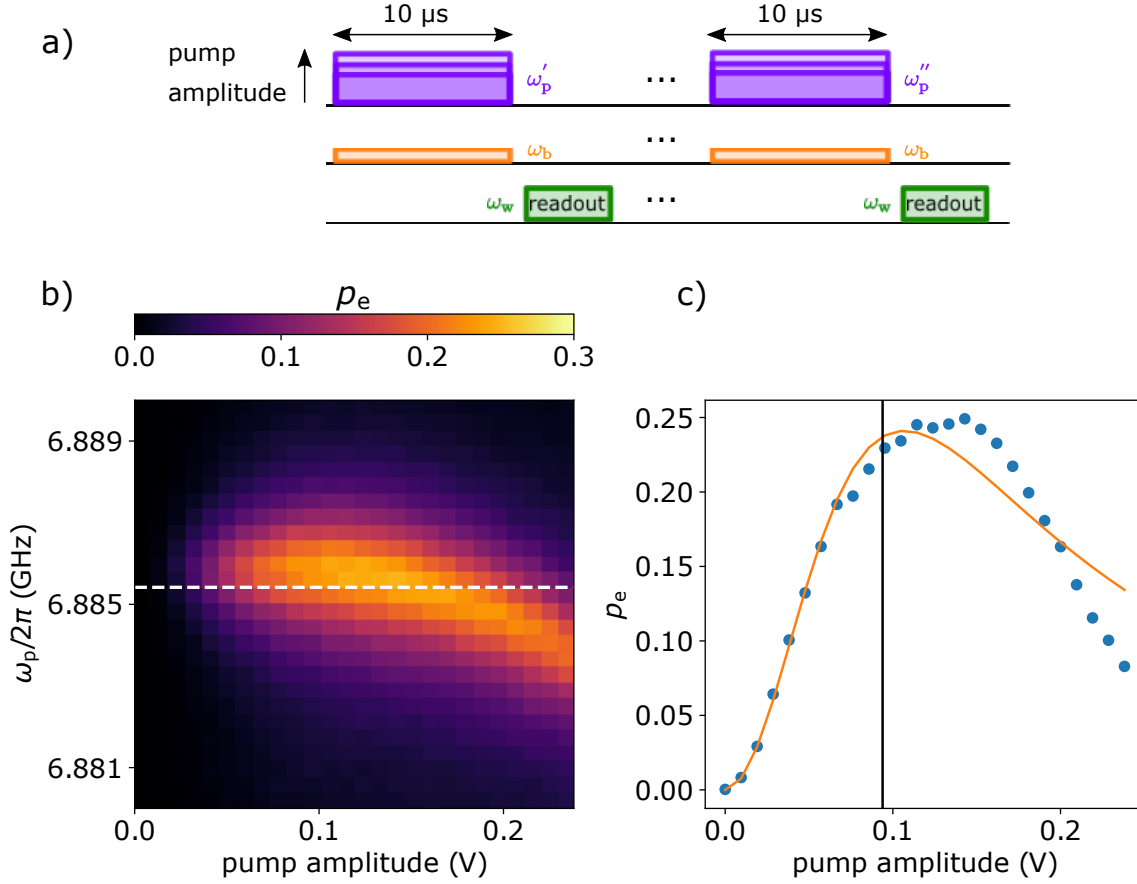 a)
10 µs
10 µs
pump
amplitude
ωp′
...
ωp′′
ωb
...
ωb
ωw
readout
...
ωw
readout
b)
pe
0.0
0.1
0.2
0.3
6.889
6.885
6.881
ωp/2π (GHz)
0.0
0.1
0.2
pump amplitude (V)
c)
0.25
0.20
0.15
0.10
0.05
0.00
pe
0.0
0.1
0.2
pump amplitude (V)